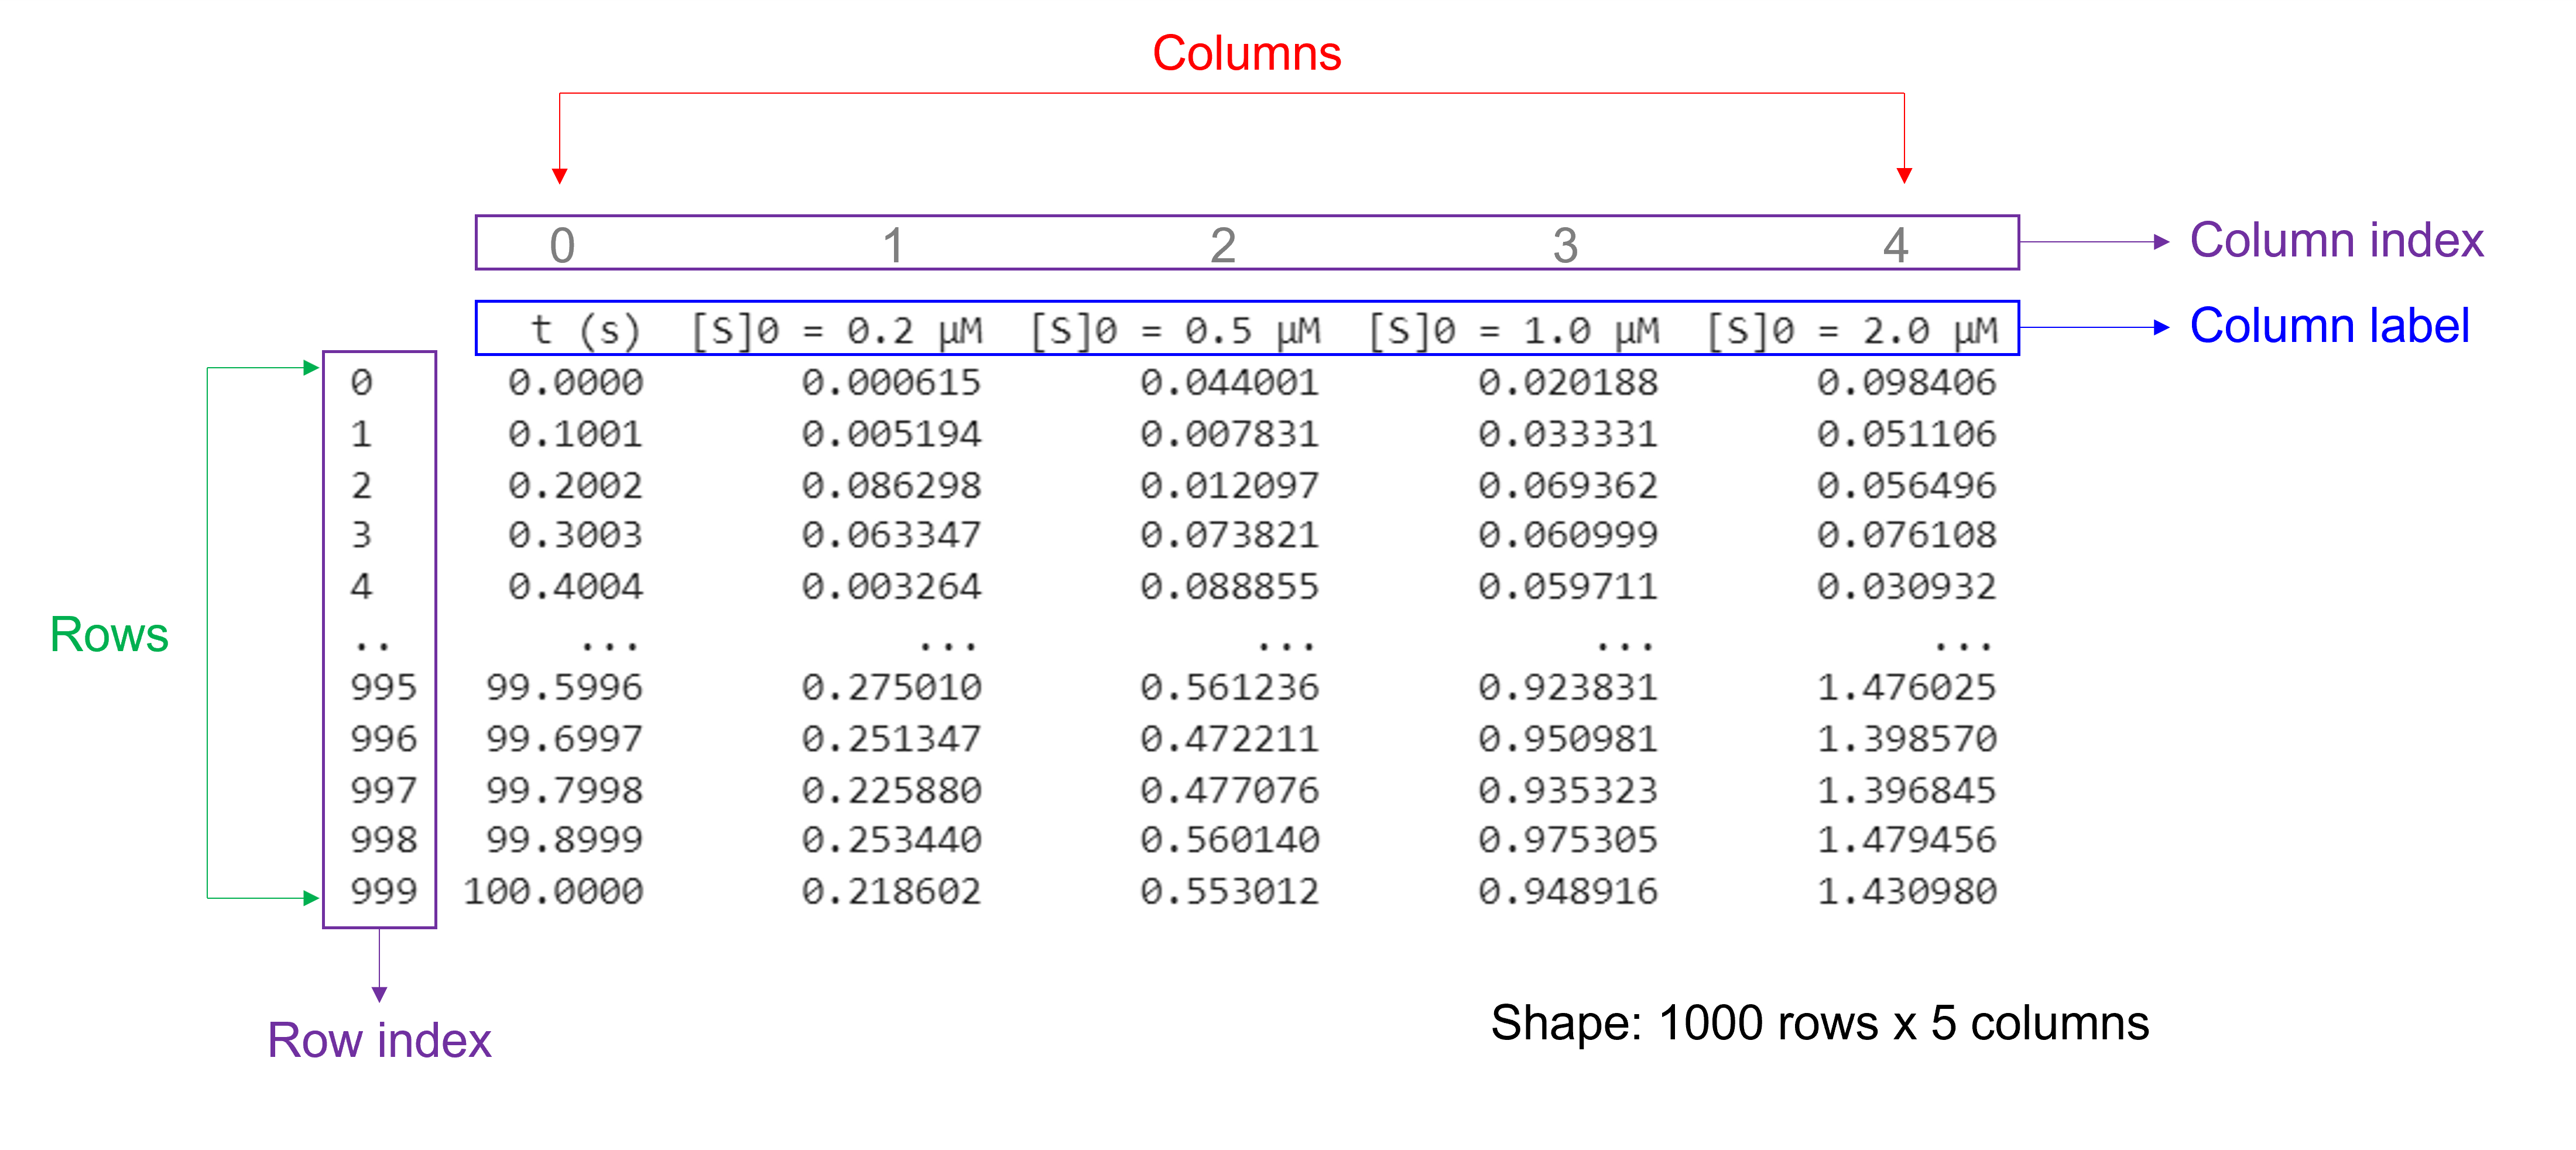 Columns
0 1 2 3 4
Column index
t (s) [S]0 = 0.2 µM [S]0 = 0.5 µM [S]0 = 1.0 µM [S]0 = 2.0 µM
Column label
0 0.0000 0.000615 0.044001 0.020188 0.098406
1 0.1001 0.005194 0.007831 0.033331 0.051106
2 0.2002 0.086298 0.012097 0.069362 0.056496
3 0.3003 0.063347 0.073821 0.060999 0.076108
4 0.4004 0.003264 0.088855 0.059711 0.030932
Rows
.. ... ... ... ... ...
995 99.5996 0.275010 0.561236 0.923831 1.476025
996 99.6997 0.251347 0.472211 0.950981 1.398570
997 99.7998 0.225880 0.477076 0.935323 1.396845
998 99.8999 0.253440 0.560140 0.975305 1.479456
999 100.0000 0.218602 0.553012 0.948916 1.430980
Row index
Shape: 1000 rows x 5 columns